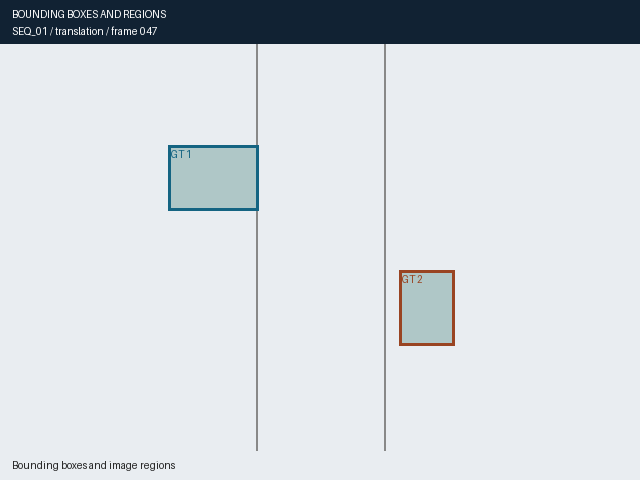 BOUNDING BOXES AND REGIONS
SEQ_01 / translation / frame 047
GT1
GT2
Bounding boxes and image regions